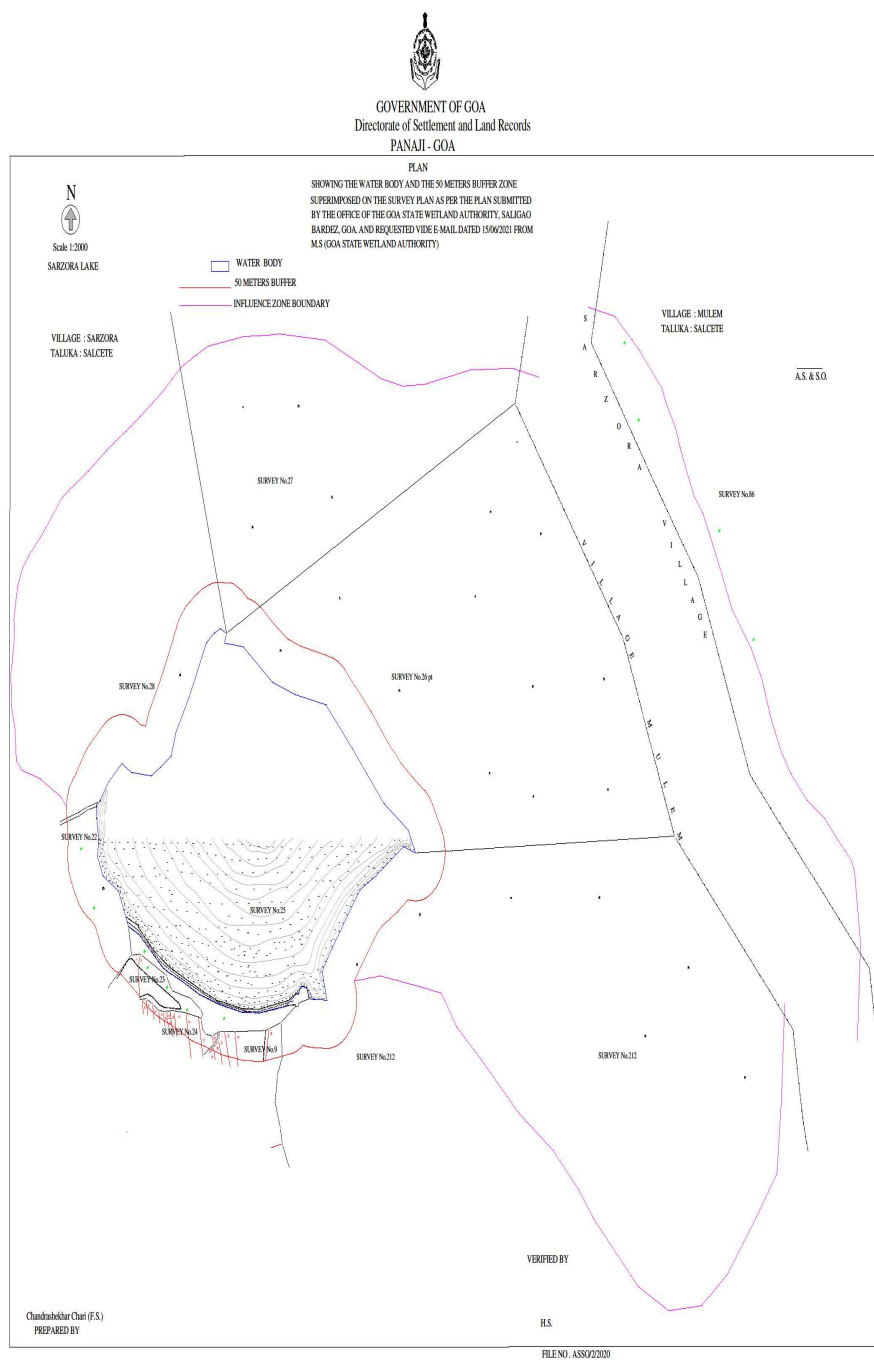 GOVERNMENT OF GOA
Directorate of Settlement and Land Records
PANAJI - GOA
PLAN
SHOWING THE WATER BODY AND THE 50 METERS BUFFER ZONE
SUPERIMPOSED ON THE SURVEY PLAN AS PER THE PLAN SUBMITTED
BY THE OFFICE OF THE GOA STATE WETLAND AUTHORITY, SALIGAO
BARDEZ, GOA. AND REQUESTED VIDE E-MAIL DATED 15/06/2021 FROM
M.S (GOA STATE WETLAND AUTHORITY)
N
Scale 1:2000
SARZORA LAKE
WATER BODY
50 METERS BUFFER
INFLUENCE ZONE BOUNDARY
VILLAGE : SARZORA
TALUKA : SALCETE
VILLAGE : MULEM
TALUKA : SALCETE
A.S. & S.O.
SARZORA VILLAGE
VILLAGE MULEM
SURVEY No.27
SURVEY No.86
SURVEY No.28
SURVEY No.26 pt
SURVEY No.22
SURVEY No.25
SURVEY No.23
SURVEY No.24
SURVEY No.9
SURVEY No.212
SURVEY No.212
VERIFIED BY
H.S.
Chandrashekhar Chari (F.S.)
PREPARED BY
FILE NO . ASSO/2/2020